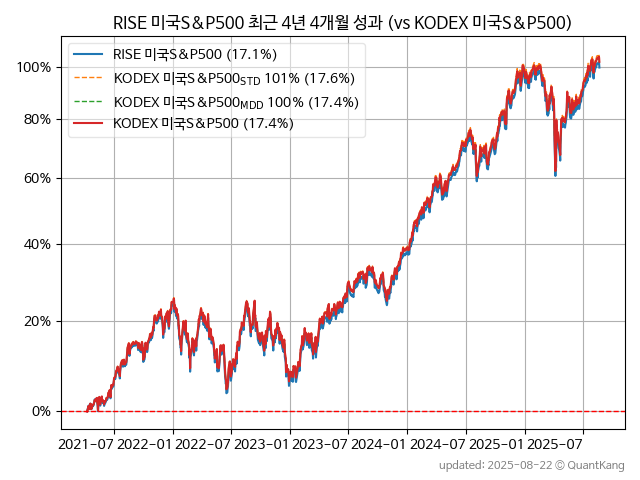 RISE 미국S&P500 최근 4년 4개월 성과 (vs KODEX 미국S&P500)
RISE 미국S&P500 (17.1%)
KODEX 미국S&P500STD 101% (17.6%)
KODEX 미국S&P500MDD 100% (17.4%)
KODEX 미국S&P500 (17.4%)
100%
80%
60%
40%
20%
0%
2021-07 2022-01 2022-07 2023-01 2023-07 2024-01 2024-07 2025-01 2025-07
updated: 2025-08-22 © QuantKang